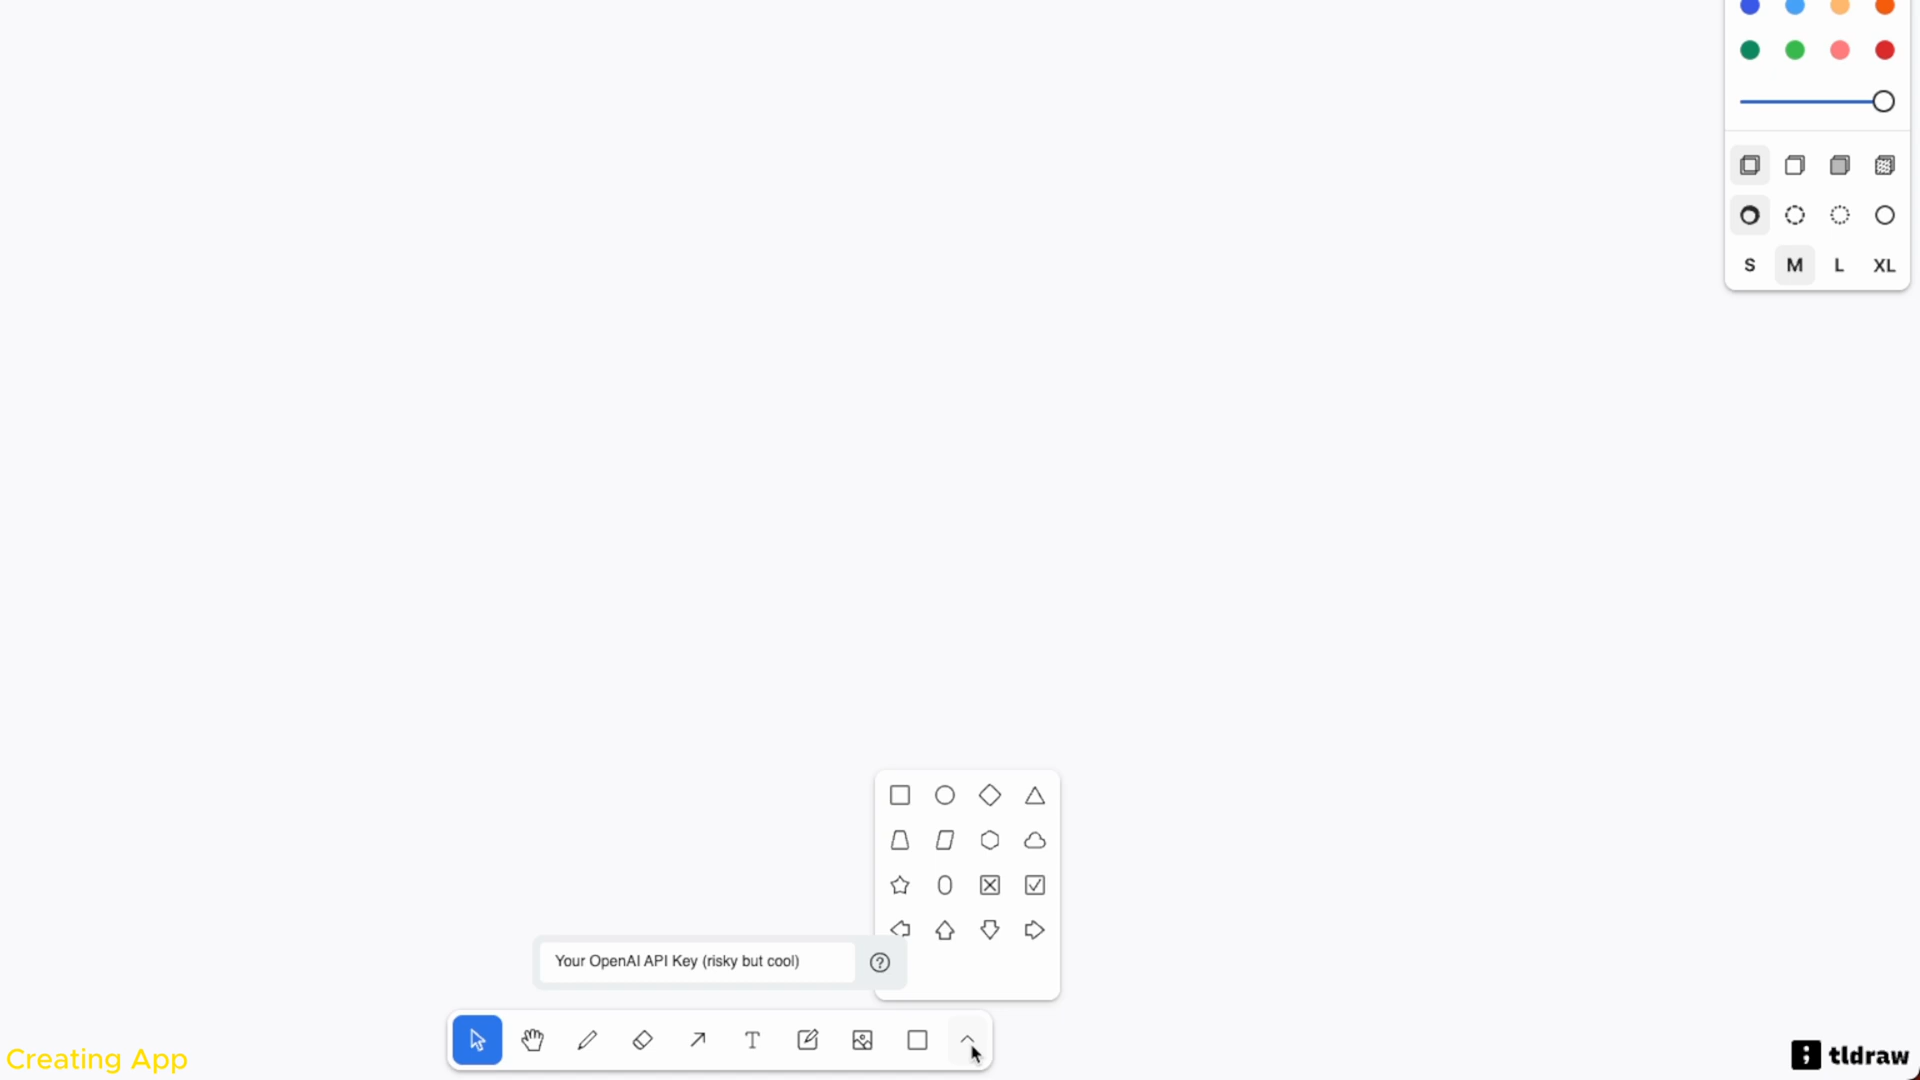 S M L XL
Your OpenAI API Key (risky but cool)
?
T
Creating App
tldraw